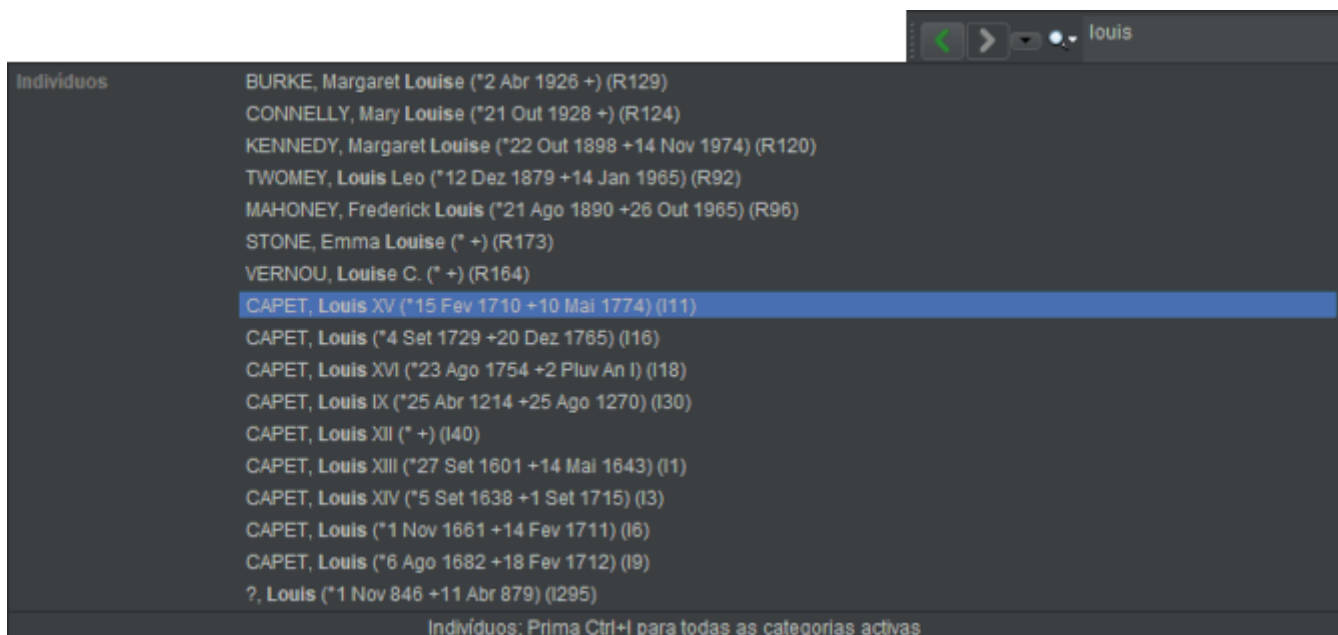 louis
Indivíduos
BURKE, Margaret Louise (*2 Abr 1926 +) (R129)
CONNELLY, Mary Louise (*21 Out 1928 +) (R124)
KENNEDY, Margaret Louise (*22 Out 1898 +14 Nov 1974) (R120)
TWOMEY, Louis Leo (*12 Dez 1879 +14 Jan 1965) (R92)
MAHONEY, Frederick Louis (*21 Ago 1890 +26 Out 1965) (R96)
STONE, Emma Louise (* +) (R173)
VERNOU, Louise C. (* +) (R164)
CAPET, Louis XV (*15 Fev 1710 +10 Mai 1774) (I11)
CAPET, Louis (*4 Set 1729 +20 Dez 1765) (I16)
CAPET, Louis XVI (*23 Ago 1754 +2 Pluv An I) (I18)
CAPET, Louis IX (*25 Abr 1214 +25 Ago 1270) (I30)
CAPET, Louis XII (* +) (I40)
CAPET, Louis XIII (*27 Set 1601 +14 Mai 1643) (I1)
CAPET, Louis XIV (*5 Set 1638 +1 Set 1715) (I3)
CAPET, Louis (*1 Nov 1661 +14 Fev 1711) (I6)
CAPET, Louis (*6 Ago 1682 +18 Fev 1712) (I9)
?, Louis (*1 Nov 846 +11 Abr 879) (I295)
Indivíduos: Prima Ctrl+I para todas as categorias activas